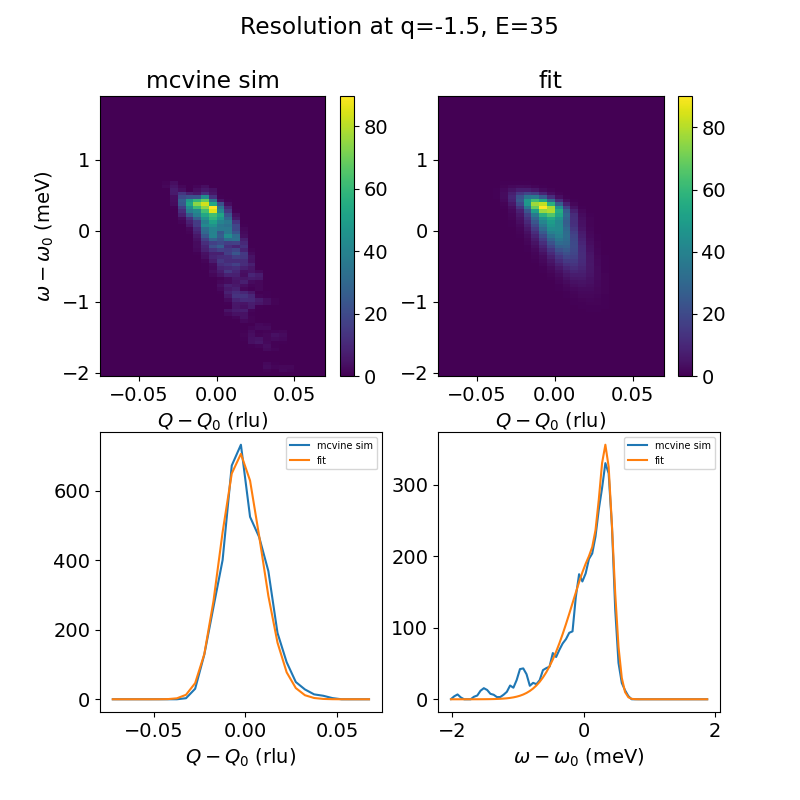 Resolution at q=-1.5, E=35
mcvine sim
fit
ω − ω₀ (meV)
1
0
−1
−2
−0.05 0.00 0.05
Q − Q₀ (rlu)
80
60
40
20
0
1
0
−1
−2
−0.05 0.00 0.05
Q − Q₀ (rlu)
80
60
40
20
0
mcvine sim
fit
600
400
200
0
−0.05 0.00 0.05
Q − Q₀ (rlu)
mcvine sim
fit
300
200
100
0
−2 0 2
ω − ω₀ (meV)